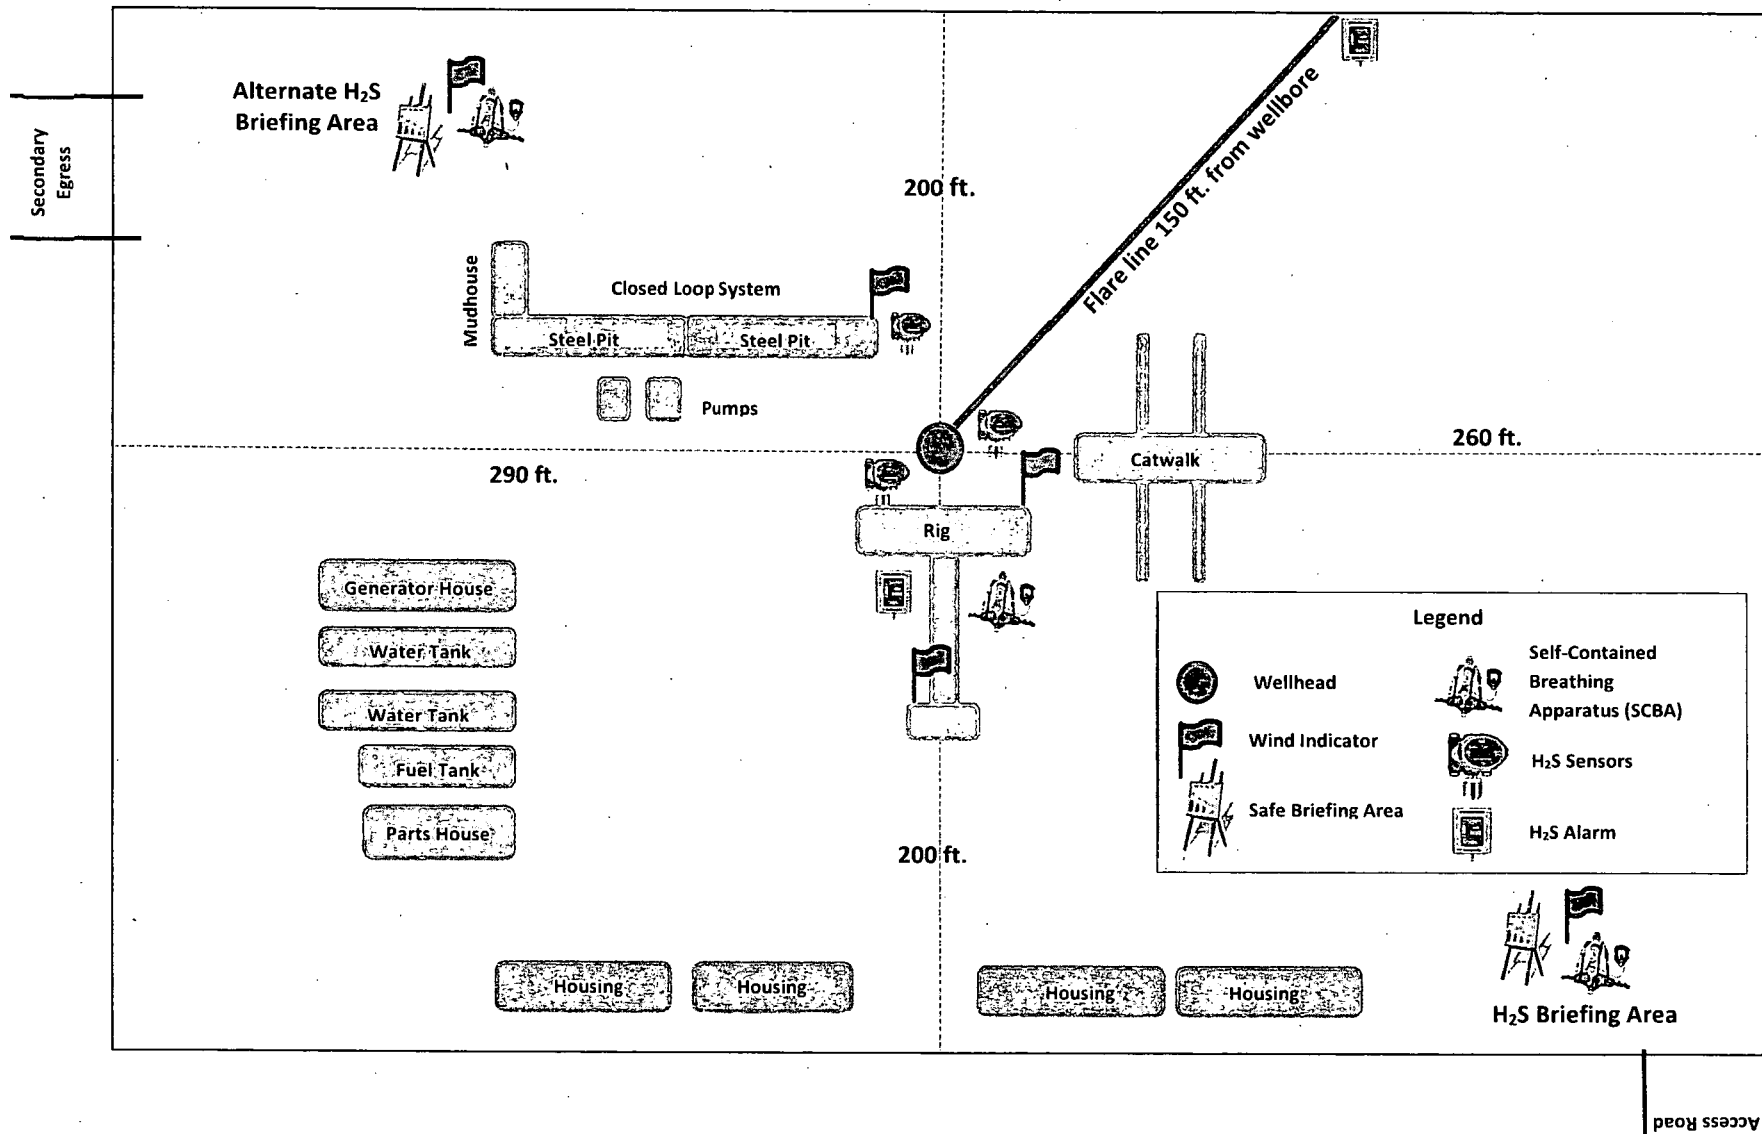 Alternate H₂S
Briefing Area
Secondary
Egress
200 ft.
Flare line 150 ft. from wellbore
Mudhouse
Closed Loop System
Steel Pit
Steel Pit
Pumps
290 ft.
260 ft.
Catwalk
Rig
Generator House
Water Tank
Water Tank
Fuel Tank
Parts House
200 ft.
Legend
Wellhead
Wind Indicator
Safe Briefing Area
Self-Contained
Breathing
Apparatus (SCBA)
H₂S Sensors
H₂S Alarm
Housing
Housing
Housing
Housing
H₂S Briefing Area
Access Road